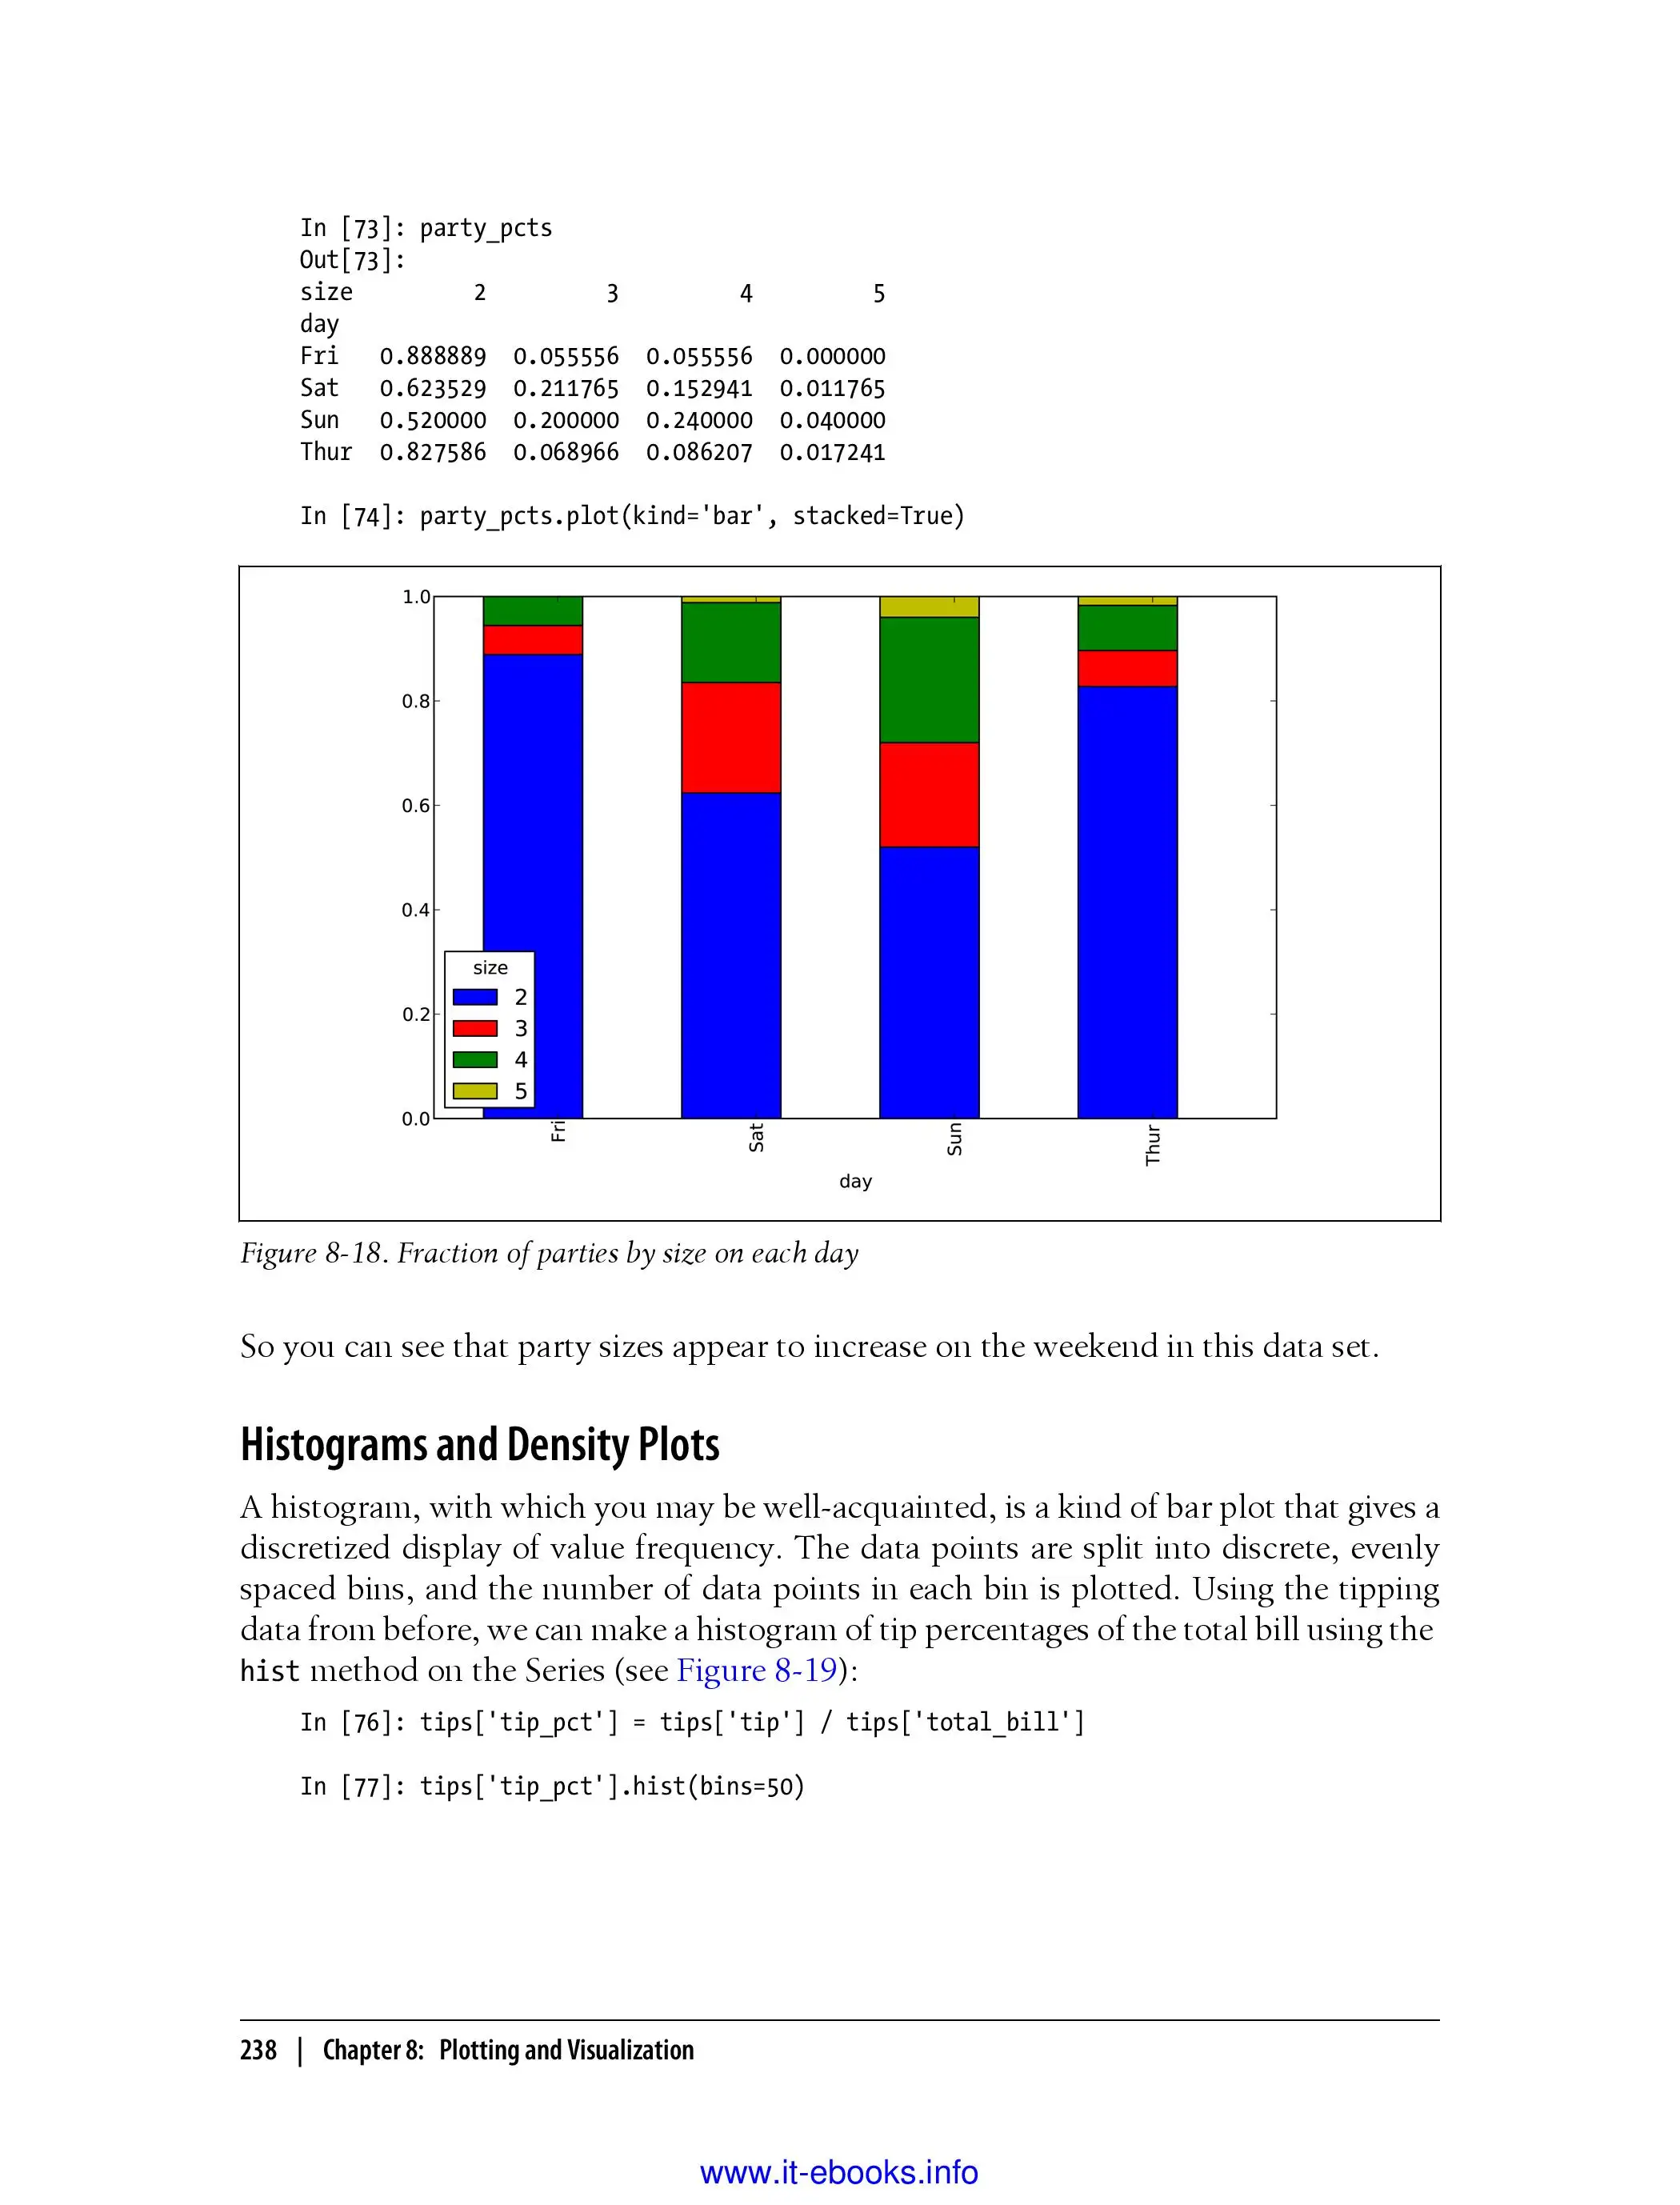 In [73]: party_pcts
Out[73]:
size         2         3         4         5
day
Fri   0.888889  0.055556  0.055556  0.000000
Sat   0.623529  0.211765  0.152941  0.011765
Sun   0.520000  0.200000  0.240000  0.040000
Thur  0.827586  0.068966  0.086207  0.017241
In [74]: party_pcts.plot(kind='bar', stacked=True)
1.0
0.8
0.6
0.4
0.2
0.0
size
2
3
4
5
Fri
Sat
Sun
Thur
day
Figure 8-18. Fraction of parties by size on each day
So you can see that party sizes appear to increase on the weekend in this data set.
Histograms and Density Plots
A histogram, with which you may be well-acquainted, is a kind of bar plot that gives a
discretized display of value frequency. The data points are split into discrete, evenly
spaced bins, and the number of data points in each bin is plotted. Using the tipping
data from before, we can make a histogram of tip percentages of the total bill using the
hist method on the Series (see Figure 8-19):
In [76]: tips['tip_pct'] = tips['tip'] / tips['total_bill']
In [77]: tips['tip_pct'].hist(bins=50)
238 | Chapter 8: Plotting and Visualization
www.it-ebooks.info